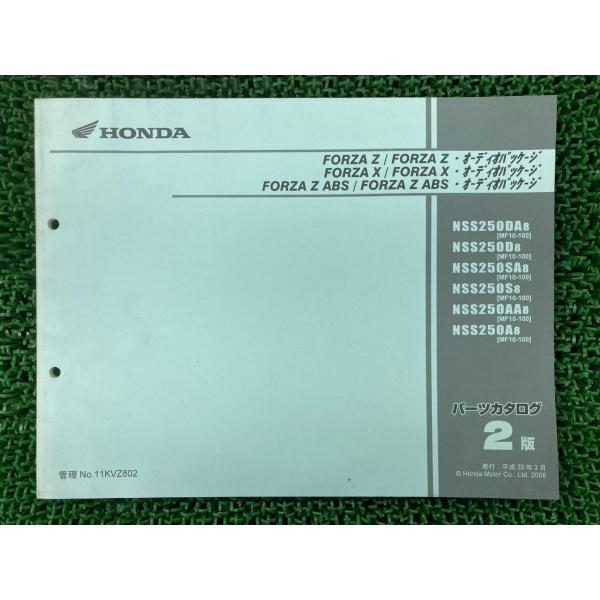 HONDA
FORZA Z / FORZA Z・ｵｰﾃﾞｨｵﾊﾟｯｹｰｼﾞ
FORZA X / FORZA X・ｵｰﾃﾞｨｵﾊﾟｯｹｰｼﾞ
FORZA Z ABS / FORZA Z ABS・ｵｰﾃﾞｨｵﾊﾟｯｹｰｼﾞ
NSS250DA8
[MF10-100]
NSS250D8
[MF10-100]
NSS250SA8
[MF10-100]
NSS250S8
[MF10-100]
NSS250AA8
[MF10-100]
NSS250A8
[MF10-100]
パーツカタログ
2版
発行 平成20年3月
© Honda Motor Co., Ltd. 2008
管理 No.11KVZ802